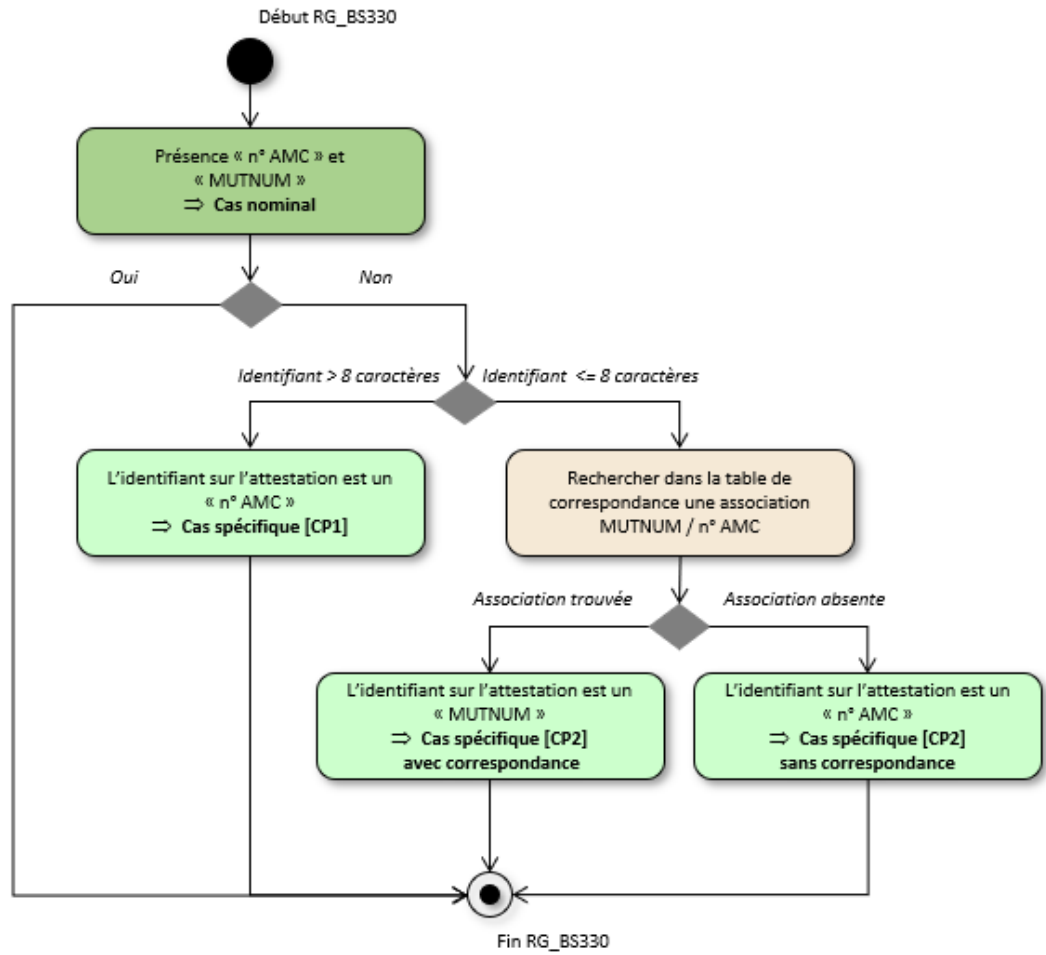 Début RG_BS330
Présence « n° AMC » et
« MUTNUM »
⇒ Cas nominal
Oui
Non
Identifiant > 8 caractères
Identifiant <= 8 caractères
L'identifiant sur l'attestation est un
« n° AMC »
⇒ Cas spécifique [CP1]
Rechercher dans la table de
correspondance une association
MUTNUM / n° AMC
Association trouvée
Association absente
L'identifiant sur l'attestation est un
« MUTNUM »
⇒ Cas spécifique [CP2]
avec correspondance
L'identifiant sur l'attestation est un
« n° AMC »
⇒ Cas spécifique [CP2]
sans correspondance
Fin RG_BS330